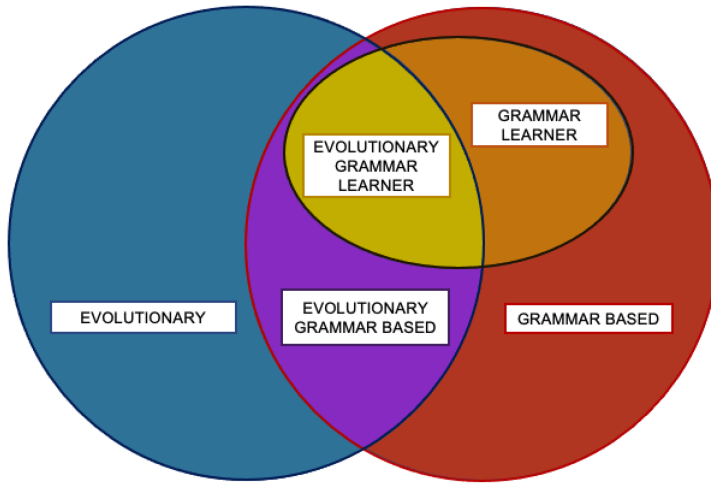 GRAMMAR
LEARNER
EVOLUTIONARY
GRAMMAR
LEARNER
EVOLUTIONARY
EVOLUTIONARY
GRAMMAR BASED
GRAMMAR BASED